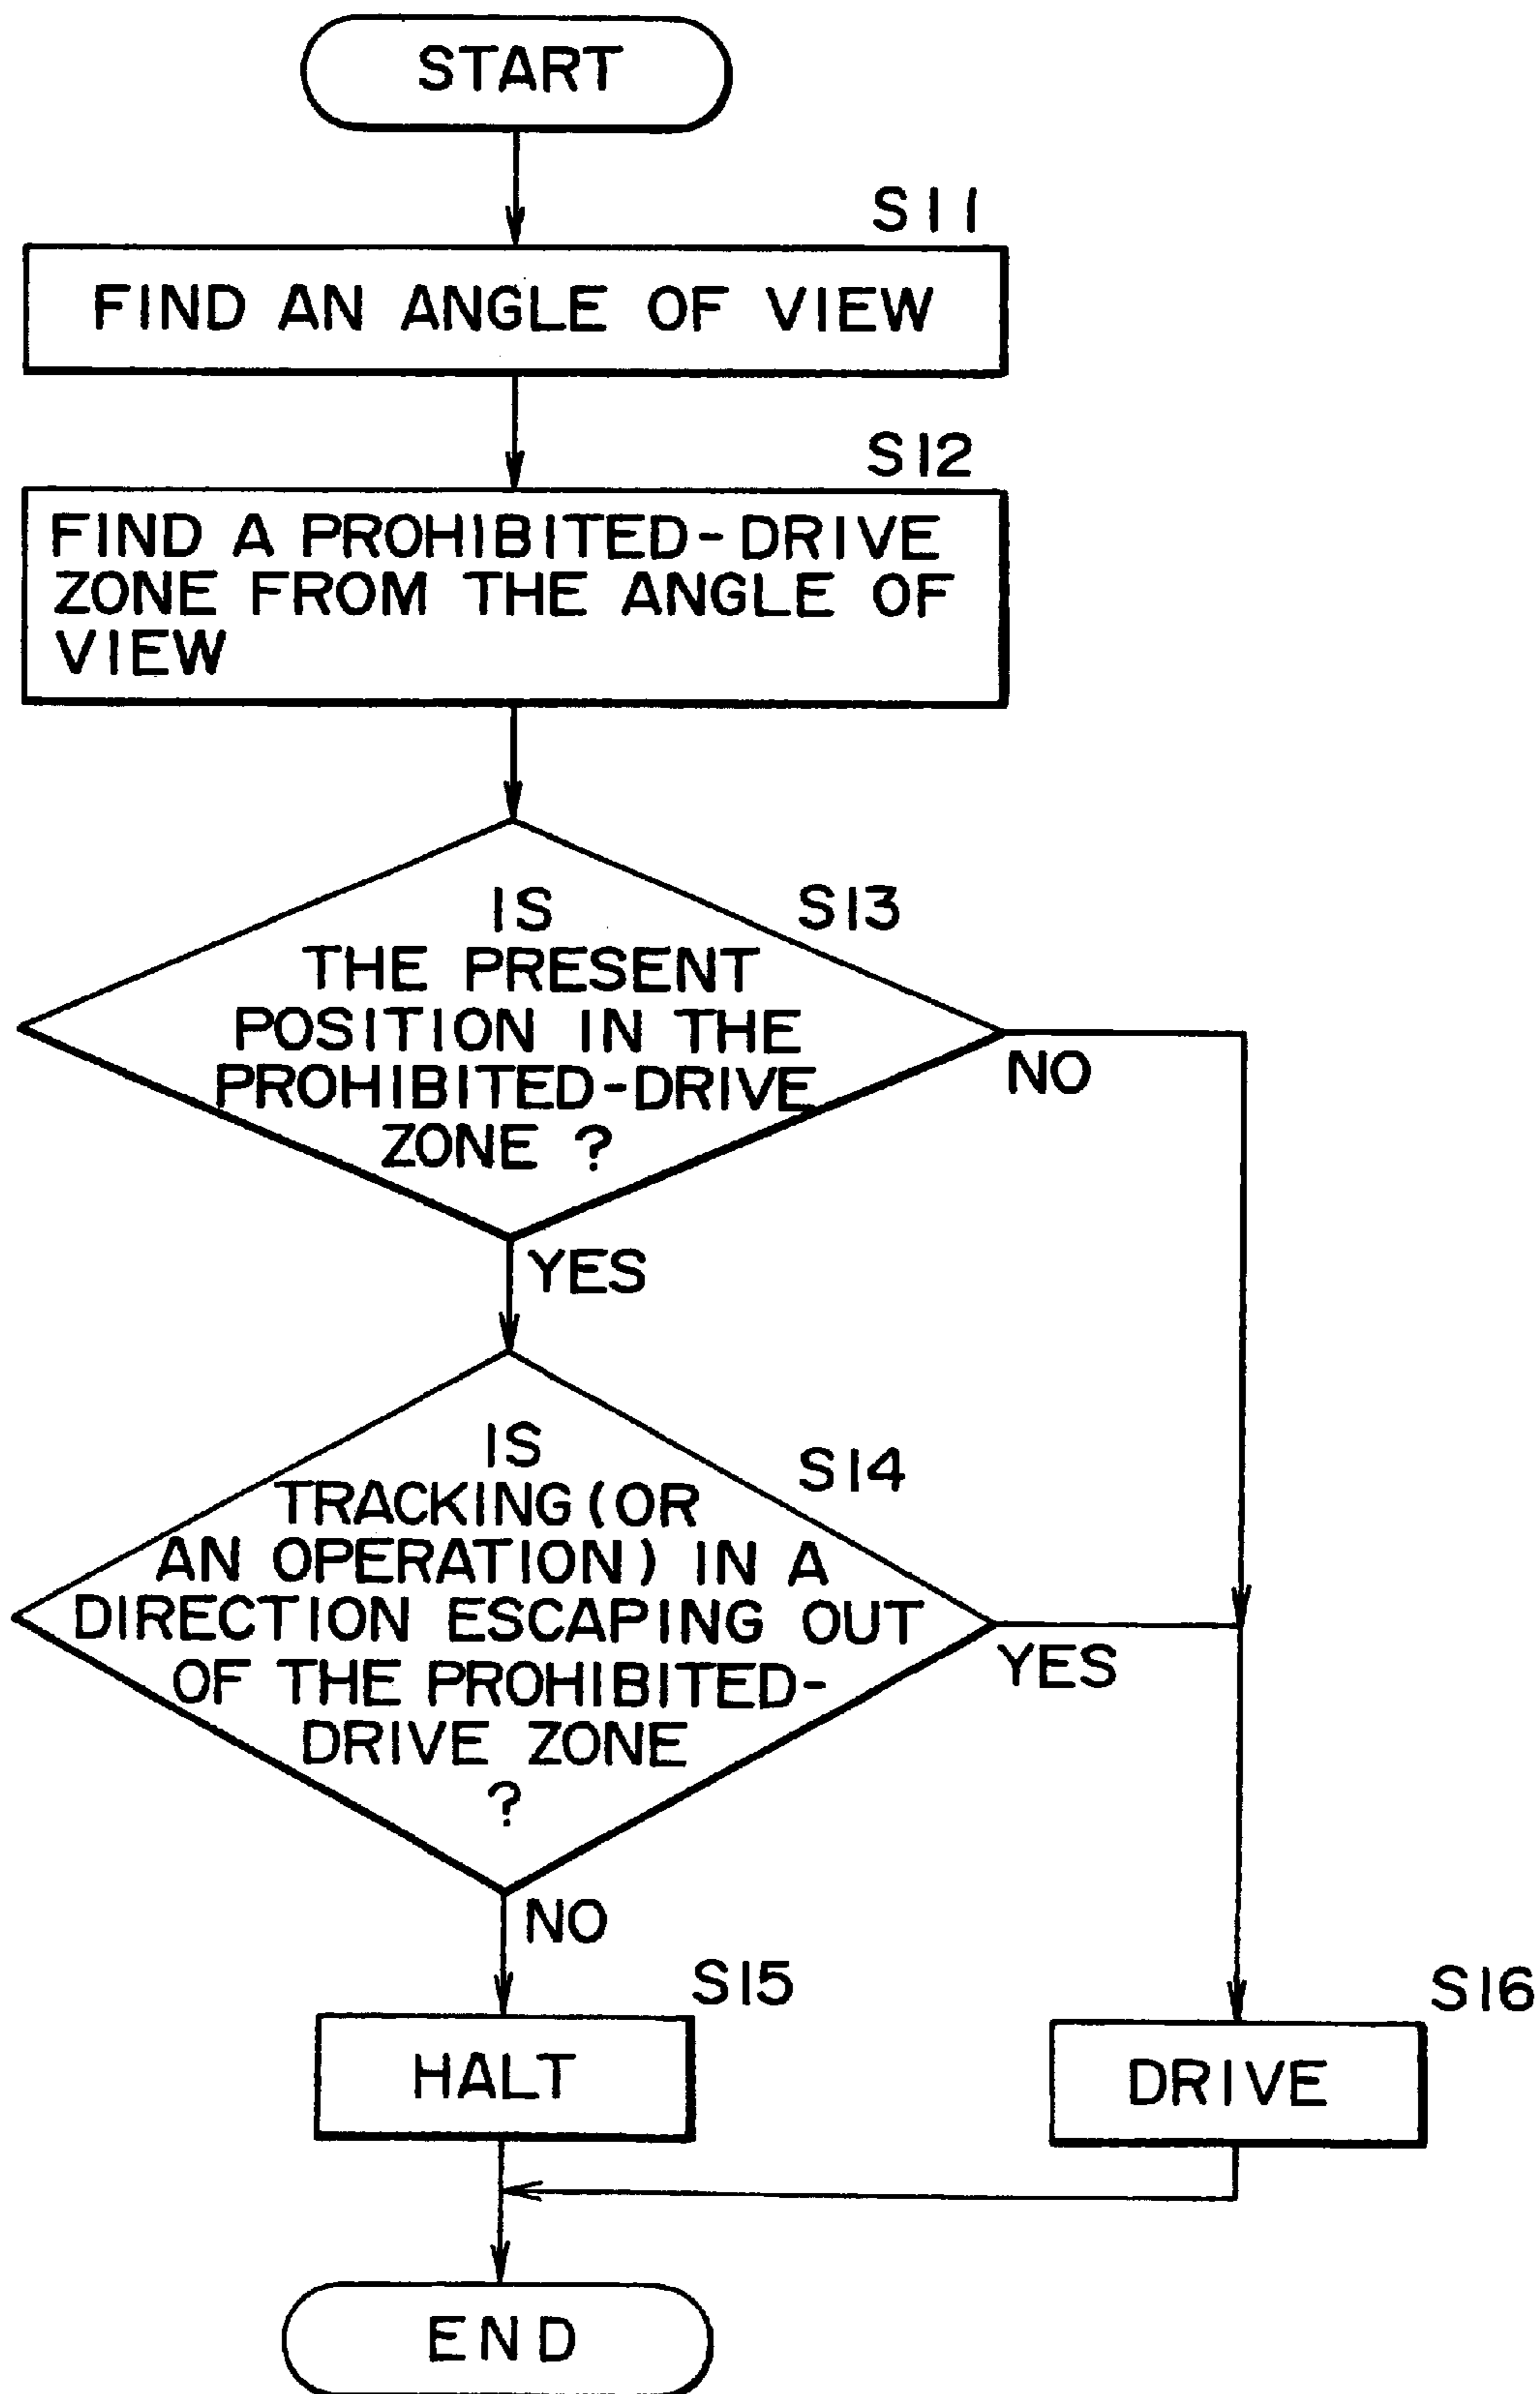 START
S11
FIND AN ANGLE OF VIEW
S12
FIND A PROHIBITED-DRIVE
ZONE FROM THE ANGLE OF
VIEW
IS
S13
THE PRESENT
POSITION IN THE
PROHIBITED-DRIVE
ZONE ?
NO
YES
IS
S14
TRACKING (OR
AN OPERATION) IN A
DIRECTION ESCAPING OUT
OF THE PROHIBITED-
DRIVE ZONE
?
YES
NO
S15
S16
HALT
DRIVE
END